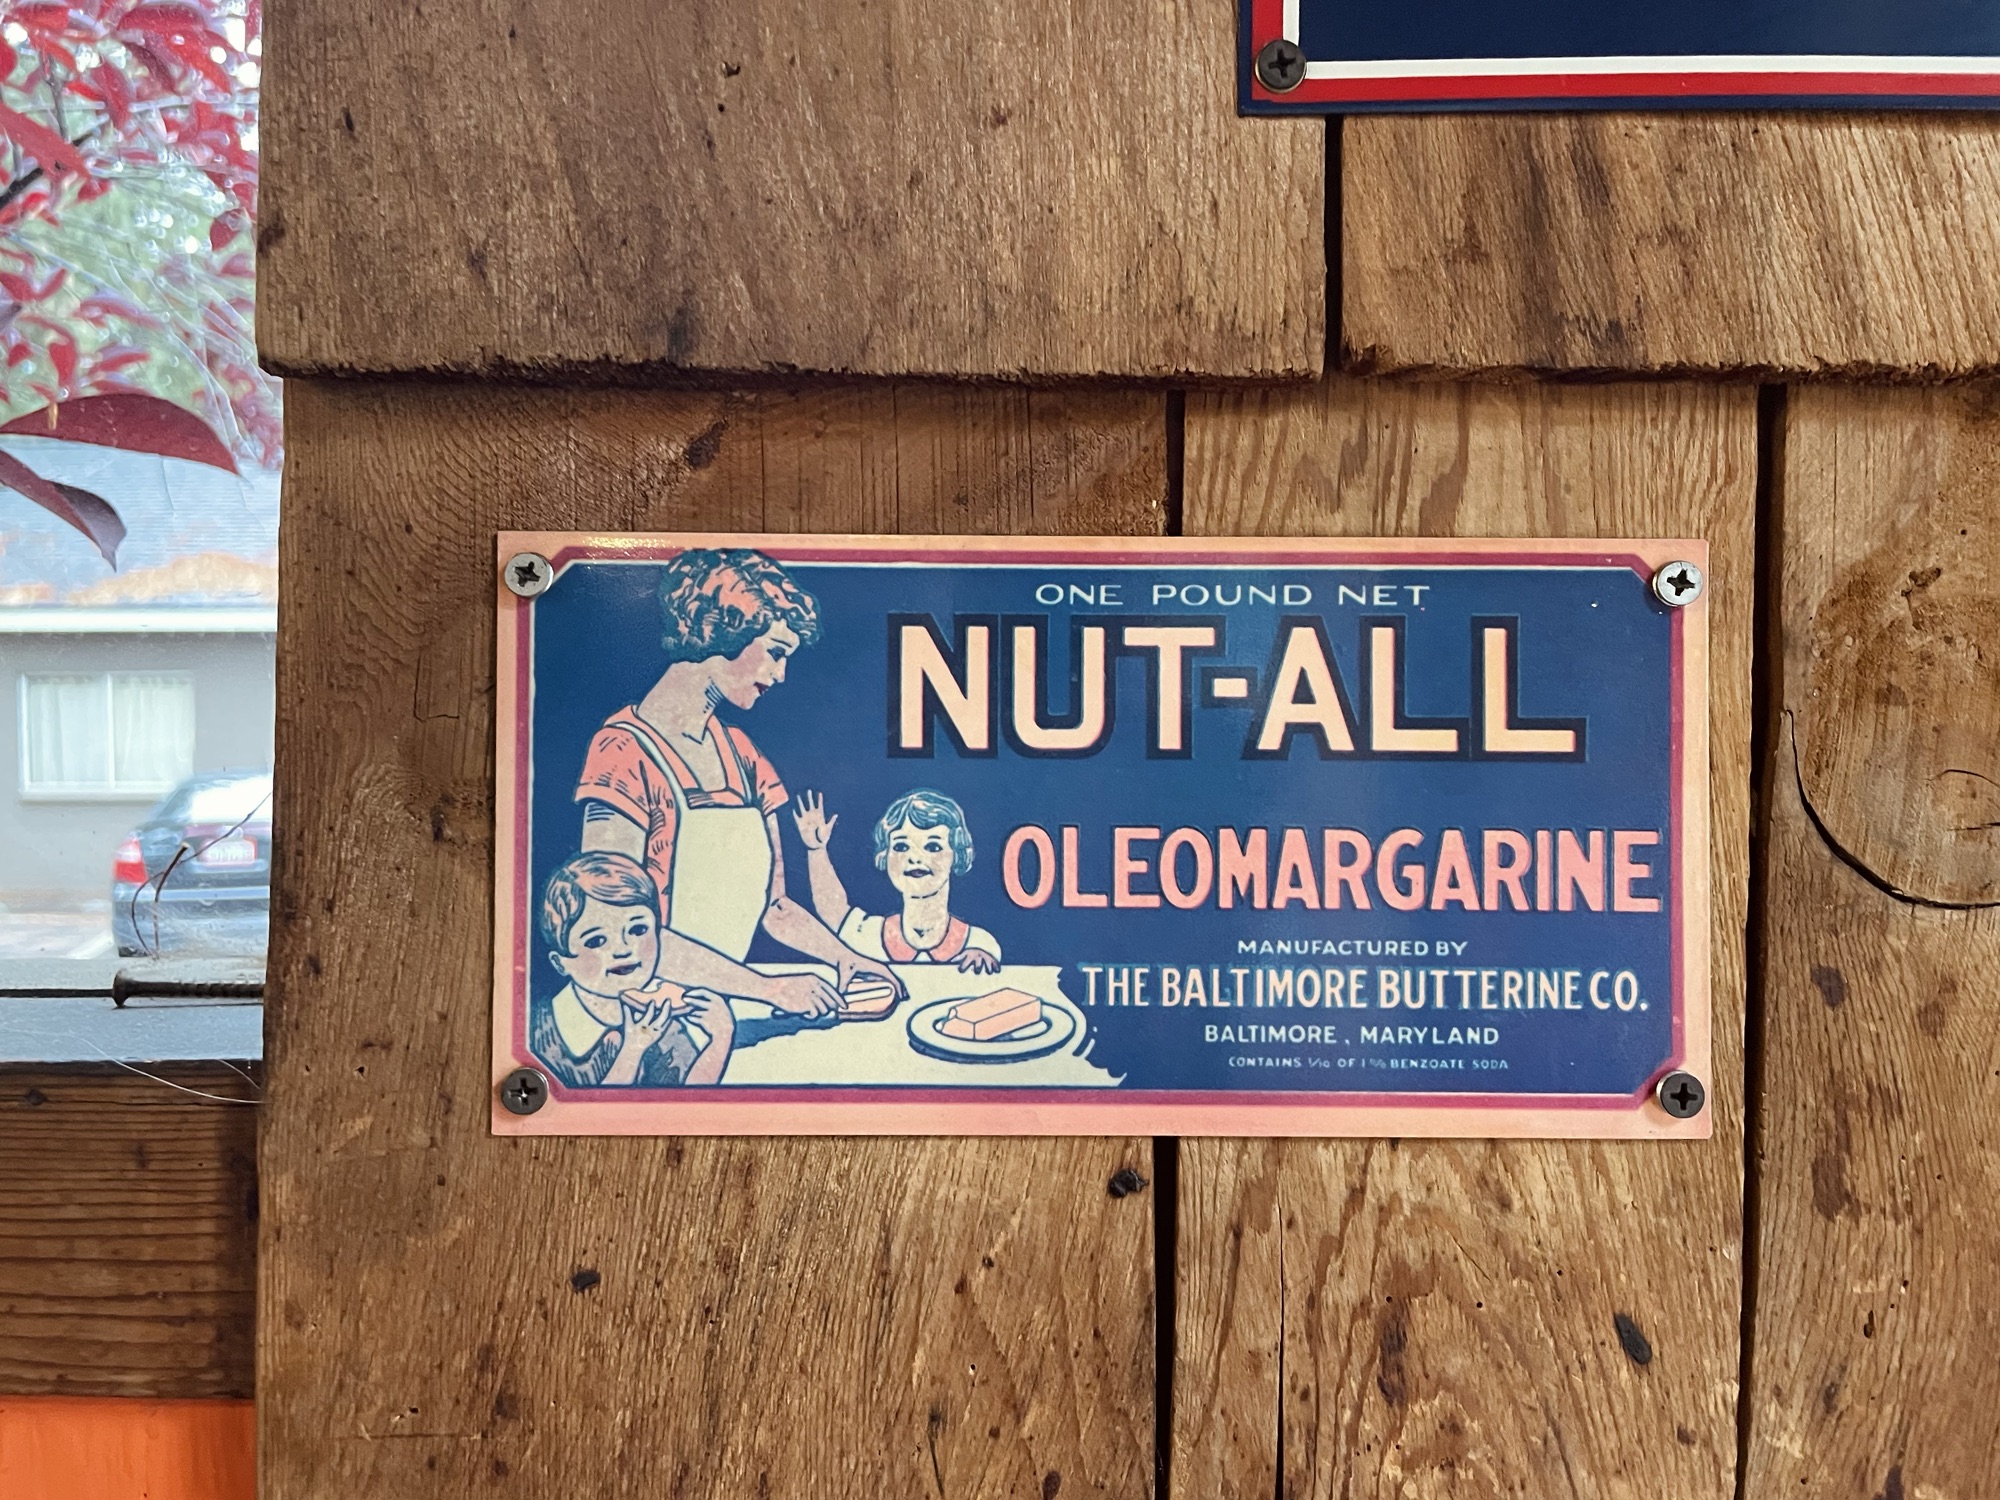 ONE POUND NET
NUT-ALL
OLEOMARGARINE
MANUFACTURED BY
THE BALTIMORE BUTTERINE CO.
BALTIMORE, MARYLAND
CONTAINS 1/10 OF 1% BENZOATE SODA